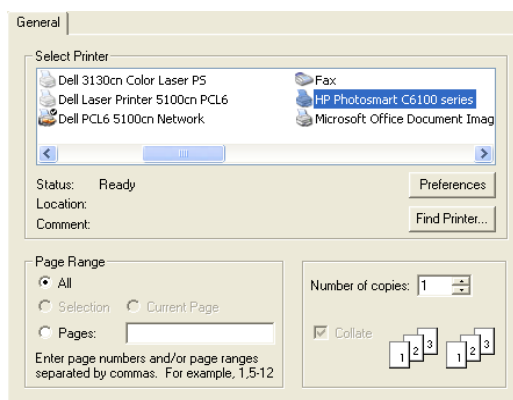 General
Select Printer
Dell 3130cn Color Laser PS
Dell Laser Printer 5100cn PCL6
Dell PCL6 5100cn Network
Fax
HP Photosmart C6100 series
Microsoft Office Document Imag
Status: Ready
Location:
Comment:
Preferences
Find Printer...
Page Range
All
Selection Current Page
Pages:
Enter page numbers and/or page ranges
separated by commas. For example, 1,5-12
Number of copies: 1
Collate
1 2 3 1 2 3